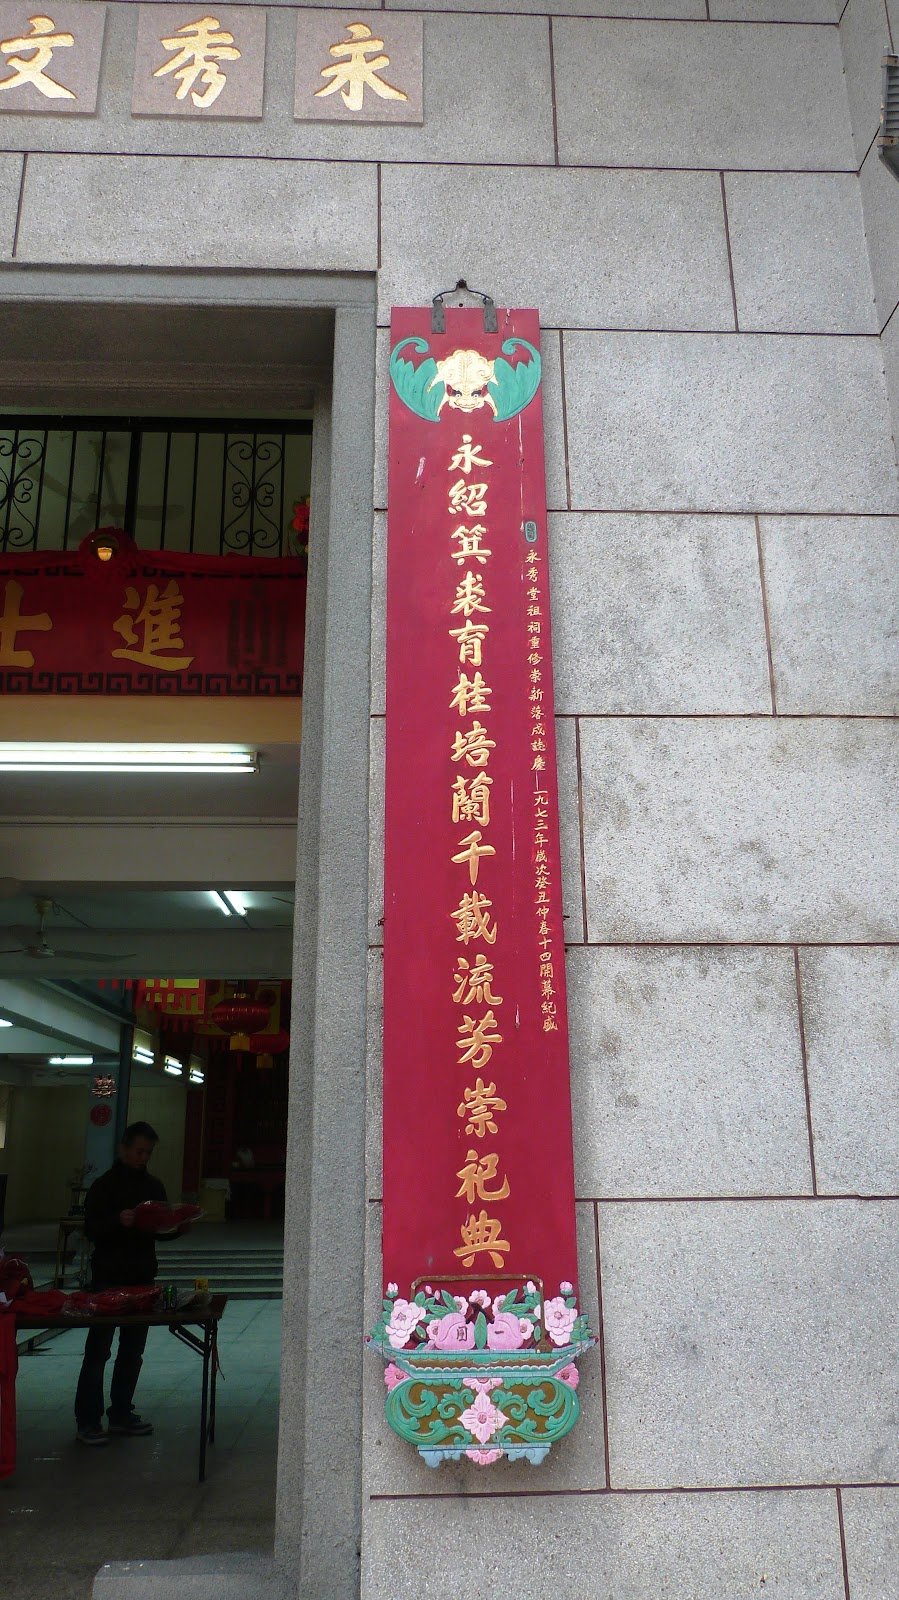 永秀文
進士
永紹箕裘育桂培蘭千載流芳崇祀典
永秀堂祖祠重修崇新落成誌慶
一九七三年歲次癸丑仲春十四開幕紀盛